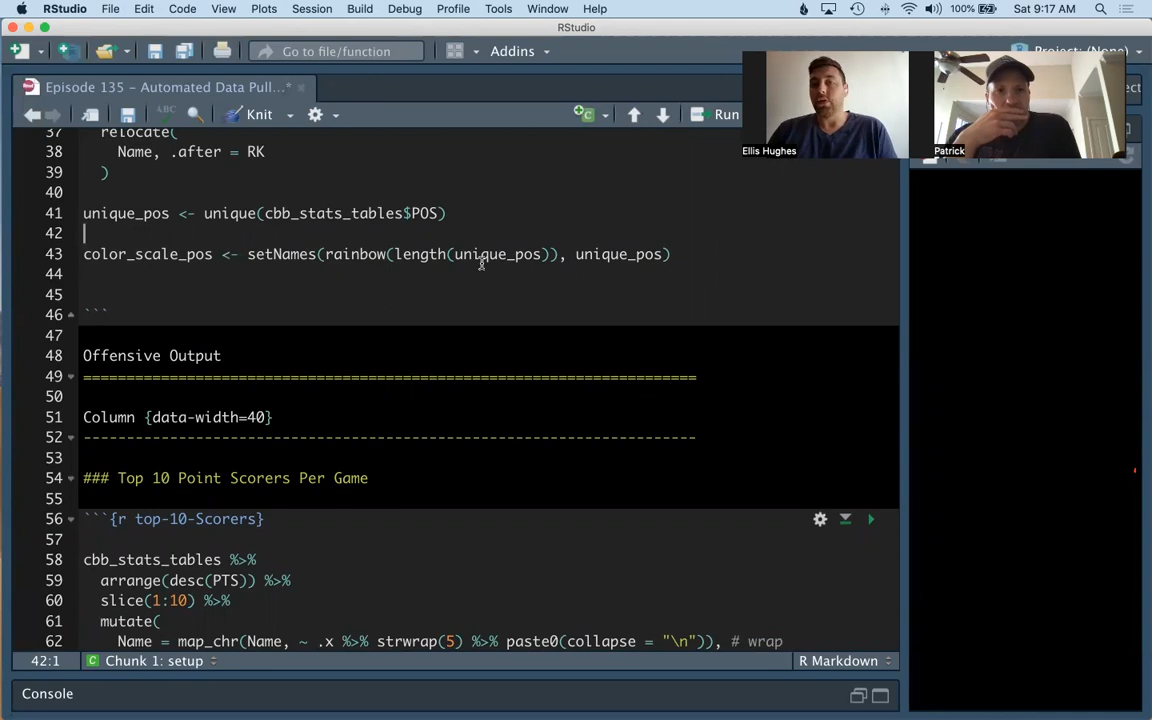 RStudio File Edit Code View Plots Session Build Debug Profile Tools Window Help 100% Sat 9:17 AM
RStudio
Go to file/function Addins Project: (None)
Episode 135 – Automated Data Pull...*
ABC Knit Run
Ellis Hughes Patrick
37 relocate(
38 Name, .after = RK
39 )
40
41 unique_pos <- unique(cbb_stats_tables$POS)
42
43 color_scale_pos <- setNames(rainbow(length(unique_pos)), unique_pos)
44
45
46 ```
47
48 Offensive Output
49 =======================================================================
50
51 Column {data-width=40}
52 -----------------------------------------------------------------------
53
54 ### Top 10 Point Scorers Per Game
55
56 ```{r top-10-Scorers}
57
58 cbb_stats_tables %>%
59 arrange(desc(PTS)) %>%
60 slice(1:10) %>%
61 mutate(
62 Name = map_chr(Name, ~ .x %>% strwrap(5) %>% paste0(collapse = "\n")), # wrap
42:1 C Chunk 1: setup R Markdown
Console